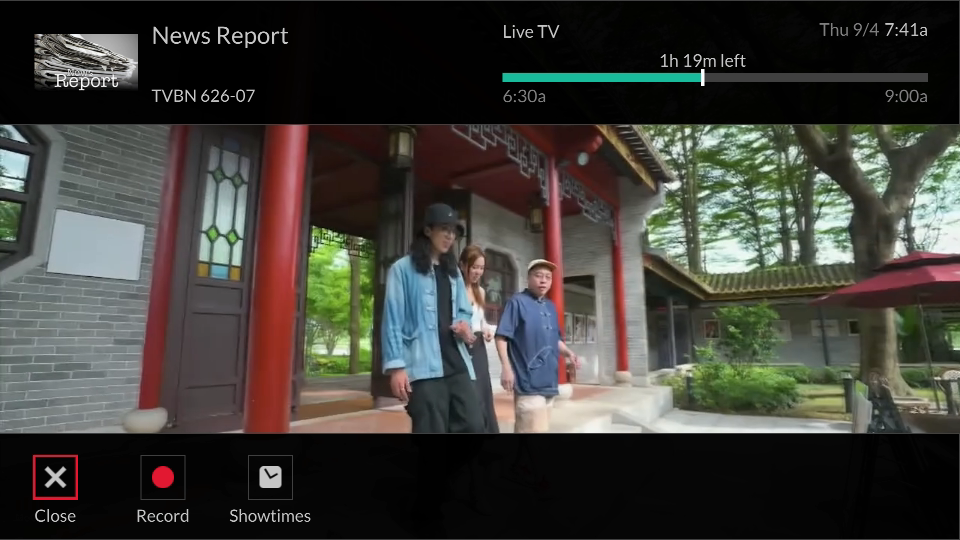 News Report
Report
TVBN 626-07
Live TV
Thu 9/4 7:41a
1h 19m left
6:30a
9:00a
Close
Record
Showtimes